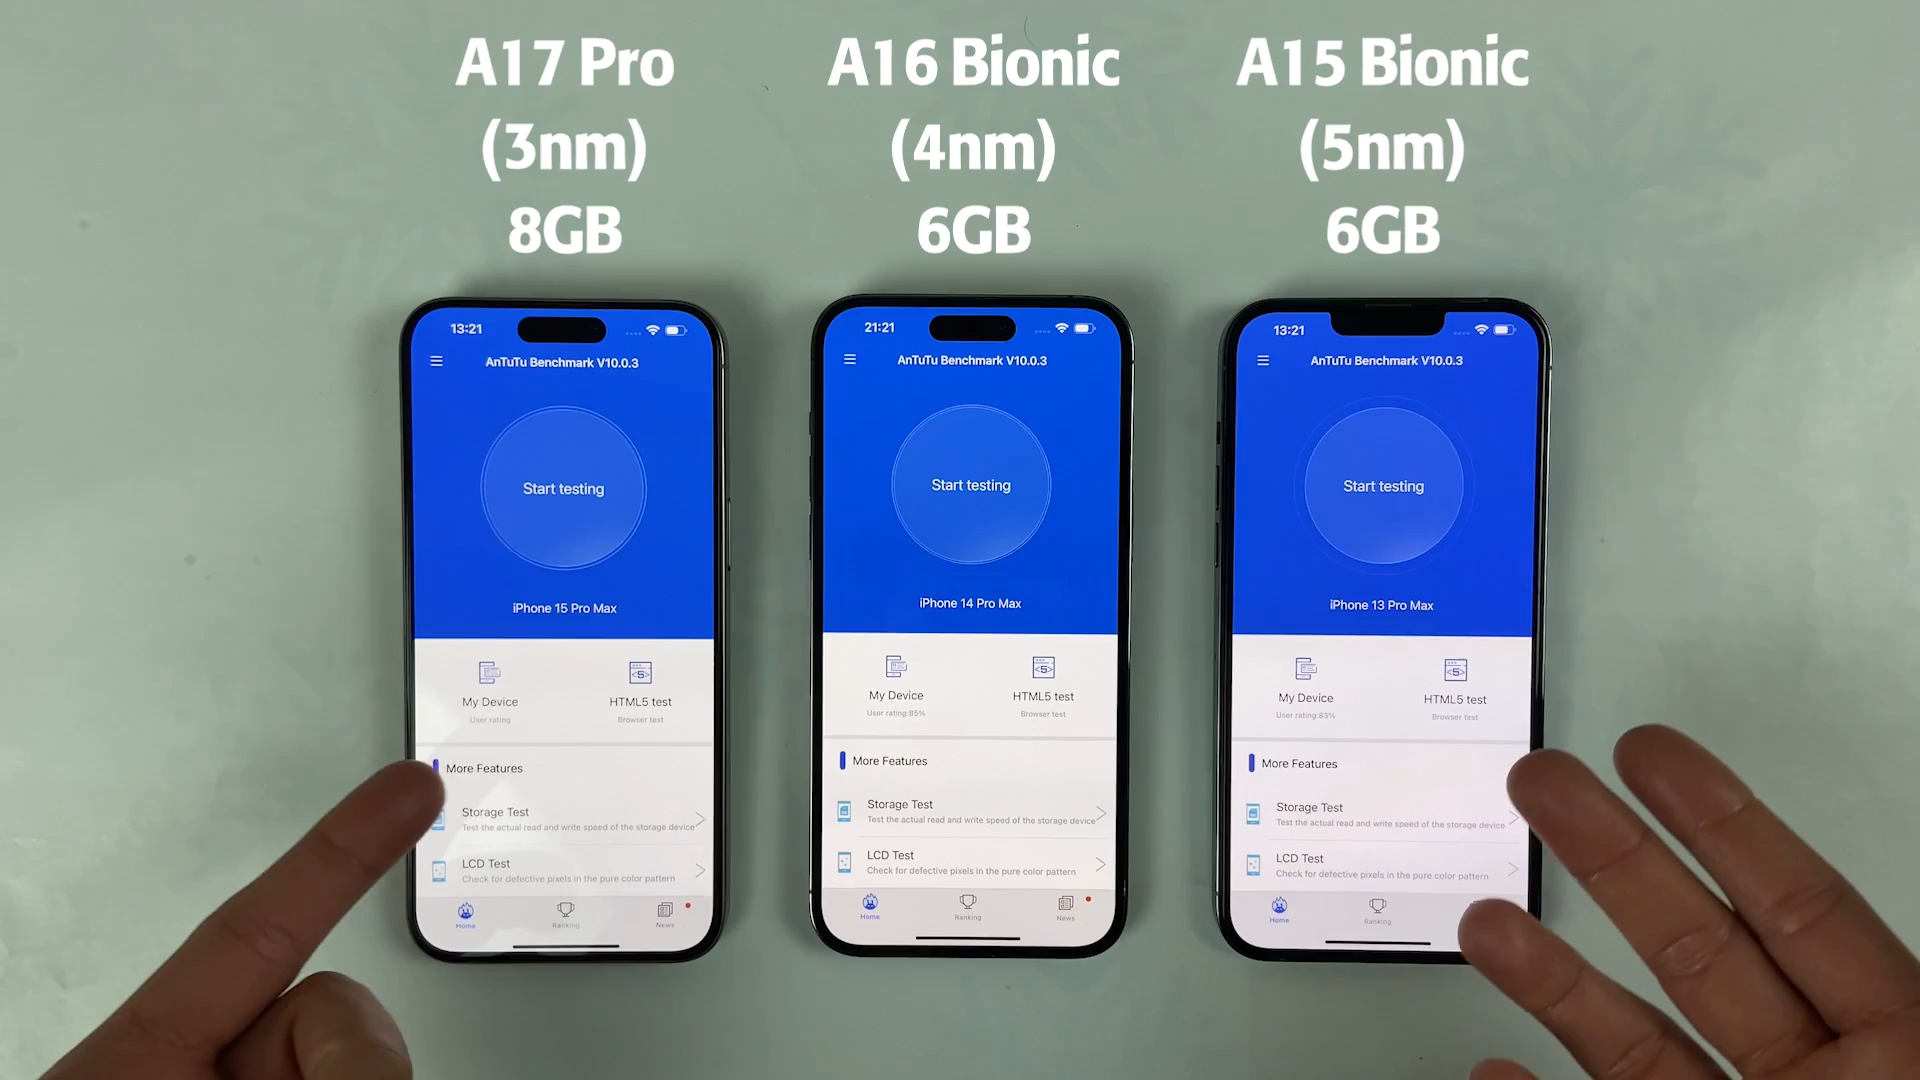 A17 Pro
(3nm)
8GB
A16 Bionic
(4nm)
6GB
A15 Bionic
(5nm)
6GB
13:21
AnTuTu Benchmark V10.0.3
Start testing
iPhone 15 Pro Max
My Device
User rating
HTML5 test
Browser test
More Features
Storage Test
Test the actual read and write speed of the storage device
LCD Test
Check for defective pixels in the pure color pattern
Home
Ranking
News
21:21
AnTuTu Benchmark V10.0.3
Start testing
iPhone 14 Pro Max
My Device
User rating:85%
HTML5 test
Browser test
More Features
Storage Test
Test the actual read and write speed of the storage device
LCD Test
Check for defective pixels in the pure color pattern
Home
Ranking
News
13:21
AnTuTu Benchmark V10.0.3
Start testing
iPhone 13 Pro Max
My Device
User rating:83%
HTML5 test
Browser test
More Features
Storage Test
Test the actual read and write speed of the storage device
LCD Test
Check for defective pixels in the pure color pattern
Home
Ranking